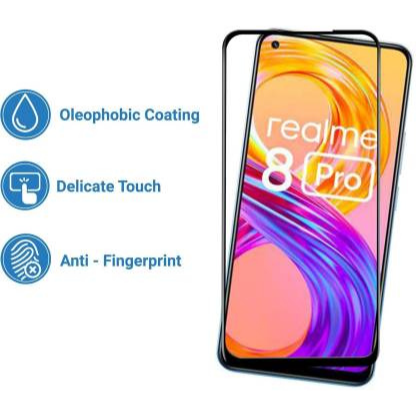 Oleophobic Coating
Delicate Touch
Anti - Fingerprint
realme
8 Pro